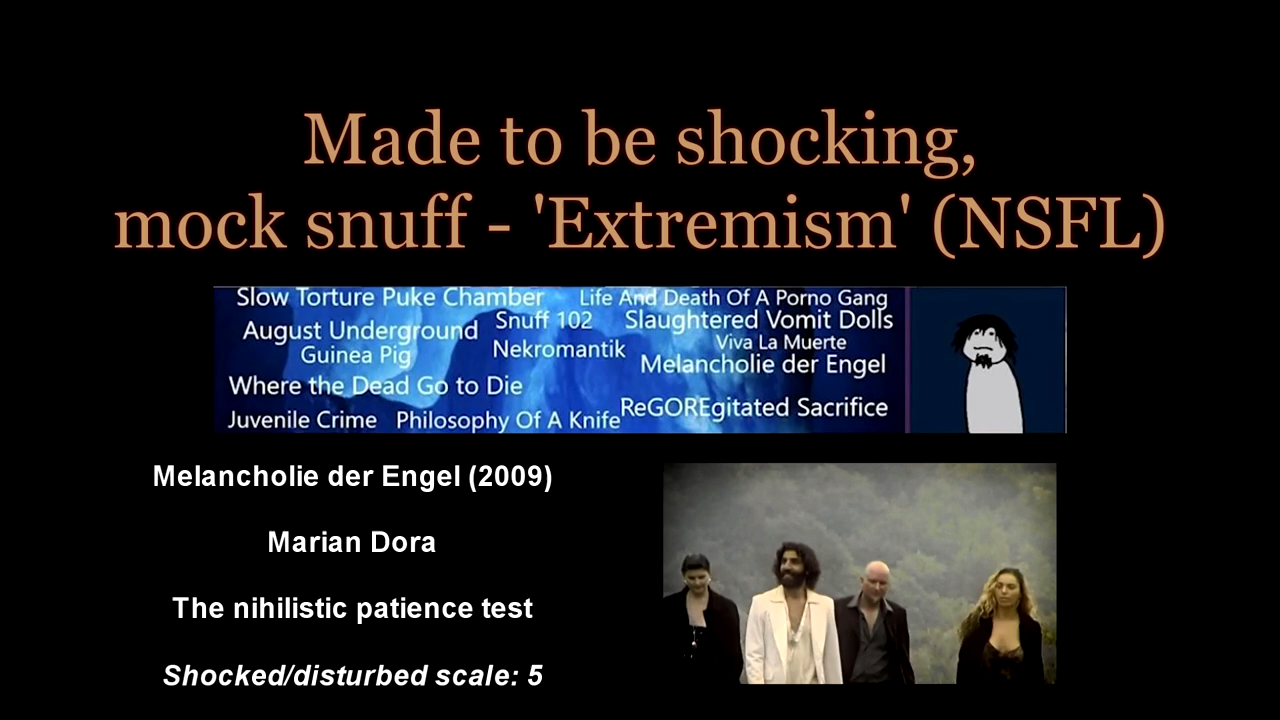 Made to be shocking,
mock snuff - 'Extremism' (NSFL)
Slow Torture Puke Chamber
Life And Death Of A Porno Gang
August Underground
Snuff 102
Slaughtered Vomit Dolls
Guinea Pig
Nekromantik
Viva La Muerte
Melancholie der Engel
Where the Dead Go to Die
Juvenile Crime
Philosophy Of A Knife
ReGOREgitated Sacrifice
Melancholie der Engel (2009)
Marian Dora
The nihilistic patience test
Shocked/disturbed scale: 5